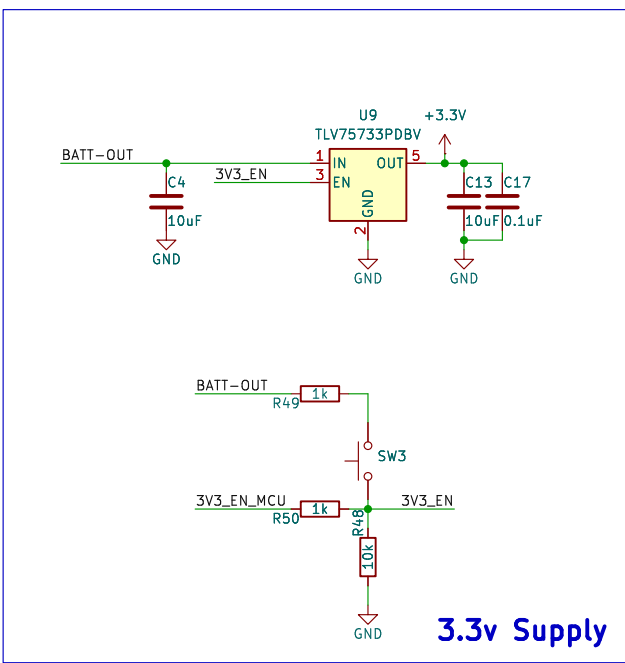 U9
+3.3V
TLV75733PDBV
BATT-OUT
1
IN
OUT
5
3V3_EN
3
EN
C4
10uF
GND
GND
2
GND
C13
10uF
C17
0.1uF
GND
BATT-OUT
1k
R49
SW3
3V3_EN_MCU
1k
R50
3V3_EN
R48
10k
GND
3.3v Supply